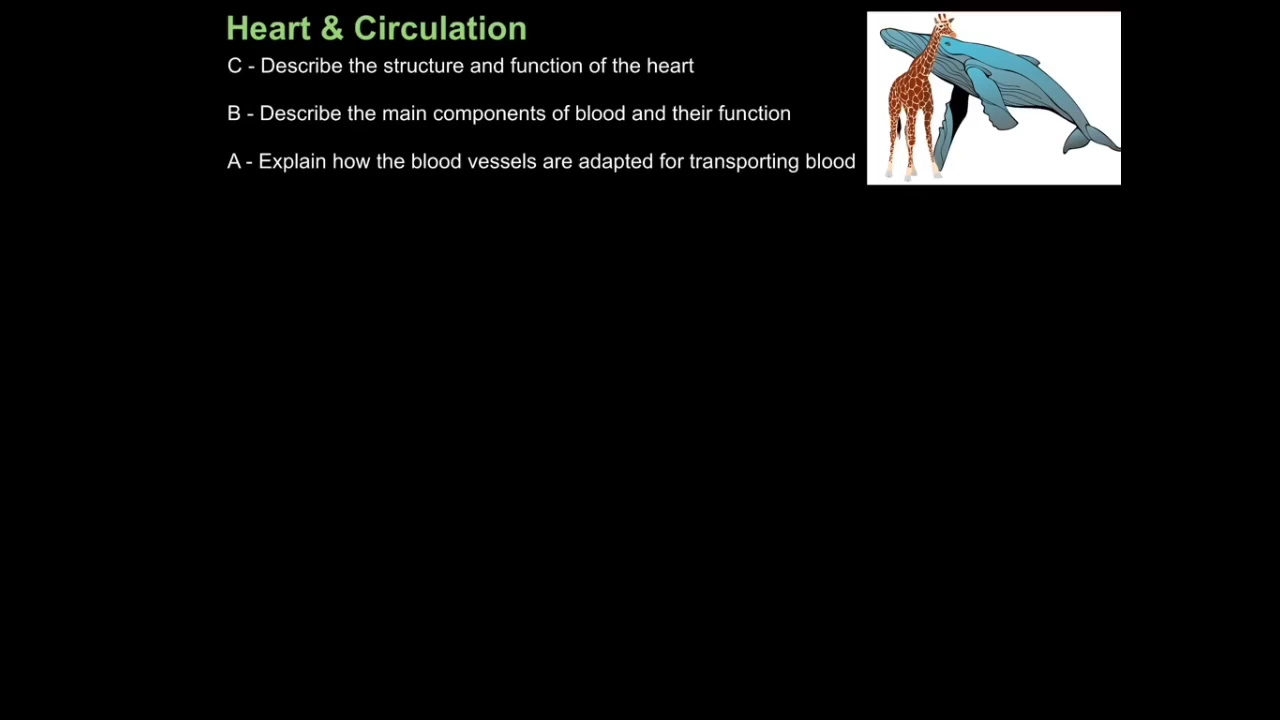 Heart & Circulation
C - Describe the structure and function of the heart
B - Describe the main components of blood and their function
A - Explain how the blood vessels are adapted for transporting blood